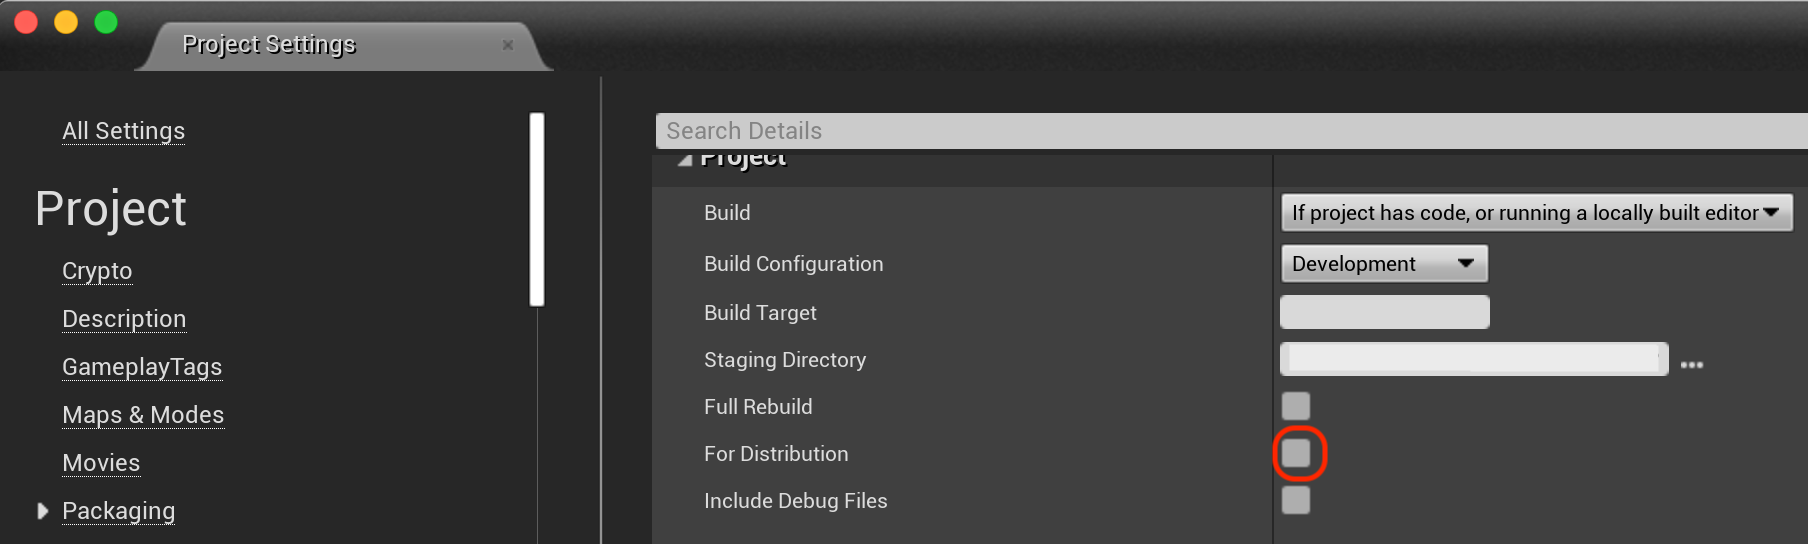 Project Settings
All Settings
Project
Crypto
Description
GameplayTags
Maps & Modes
Movies
Packaging
Search Details
Project
Build
If project has code, or running a locally built editor
Build Configuration
Development
Build Target
Staging Directory
Full Rebuild
For Distribution
Include Debug Files